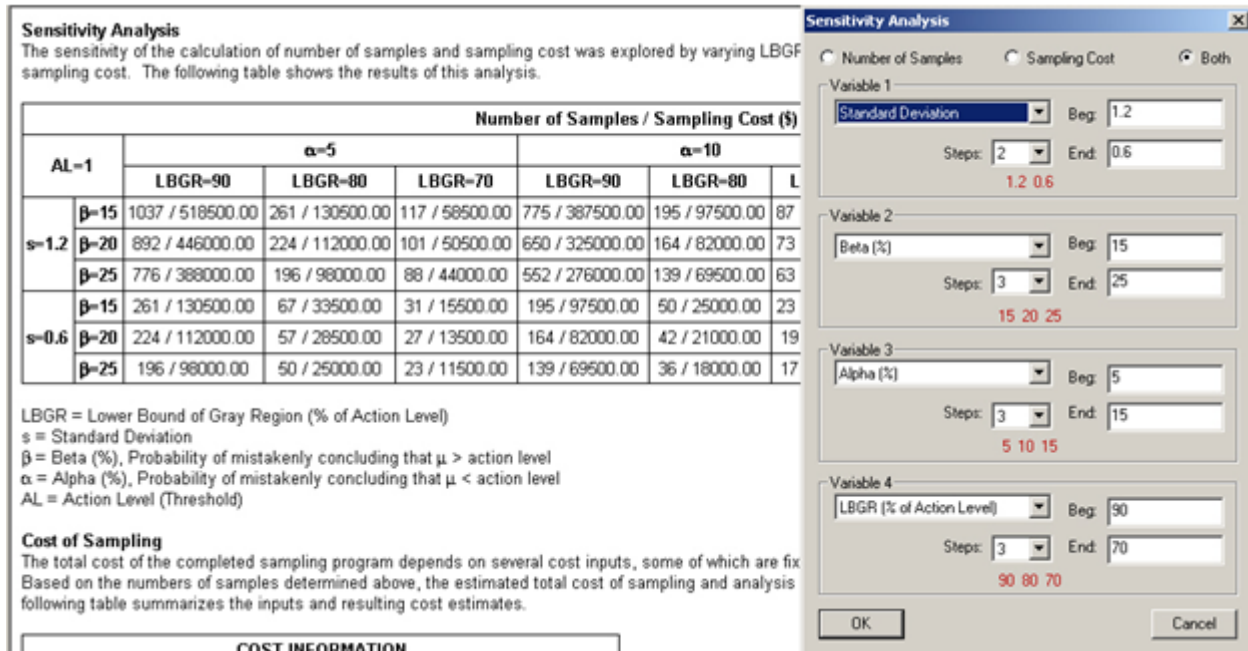 Sensitivity Analysis
The sensitivity of the calculation of number of samples and sampling cost was explored by varying LBGR
sampling cost. The following table shows the results of this analysis.
Number of Samples / Sampling Cost ($)
AL=1
α=5 α=10
LBGR=90 LBGR=80 LBGR=70 LBGR=90 LBGR=80 L
s=1.2 β=15 1037 / 518500.00 261 / 130500.00 117 / 58500.00 775 / 387500.00 195 / 97500.00 87
β=20 892 / 446000.00 224 / 112000.00 101 / 50500.00 650 / 325000.00 164 / 82000.00 73
β=25 776 / 388000.00 196 / 98000.00 88 / 44000.00 552 / 276000.00 139 / 69500.00 63
s=0.6 β=15 261 / 130500.00 67 / 33500.00 31 / 15500.00 195 / 97500.00 50 / 25000.00 23
β=20 224 / 112000.00 57 / 28500.00 27 / 13500.00 164 / 82000.00 42 / 21000.00 19
β=25 196 / 98000.00 50 / 25000.00 23 / 11500.00 139 / 69500.00 36 / 18000.00 17
LBGR = Lower Bound of Gray Region (% of Action Level)
s = Standard Deviation
β = Beta (%), Probability of mistakenly concluding that μ > action level
α = Alpha (%), Probability of mistakenly concluding that μ < action level
AL = Action Level (Threshold)
Cost of Sampling
The total cost of the completed sampling program depends on several cost inputs, some of which are fix
Based on the numbers of samples determined above, the estimated total cost of sampling and analysis
following table summarizes the inputs and resulting cost estimates.
COST INFORMATION
Sensitivity Analysis
Number of Samples Sampling Cost Both
Variable 1
Standard Deviation Beg: 1.2
Steps: 2 End: 0.6
1.2 0.6
Variable 2
Beta (%) Beg: 15
Steps: 3 End: 25
15 20 25
Variable 3
Alpha (%) Beg: 5
Steps: 3 End: 15
5 10 15
Variable 4
LBGR (% of Action Level) Beg: 90
Steps: 3 End: 70
90 80 70
OK Cancel